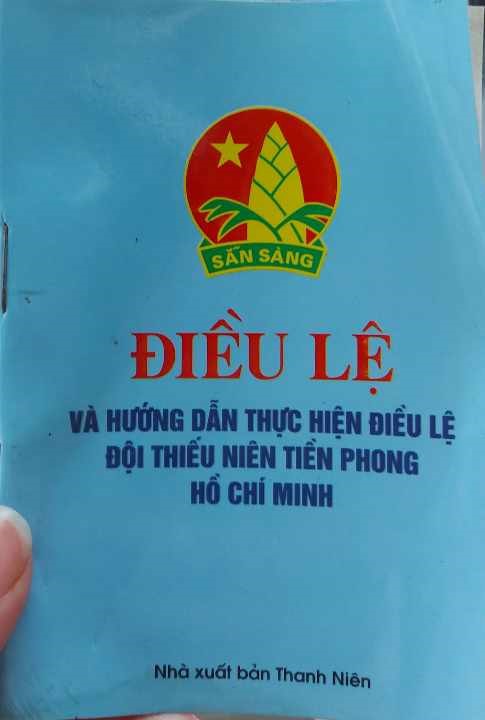 SẴN SÀNG
ĐIỀU LỆ
VÀ HƯỚNG DẪN THỰC HIỆN ĐIỀU LỆ
ĐỘI THIẾU NIÊN TIỀN PHONG
HỒ CHÍ MINH
Nhà xuất bản Thanh Niên